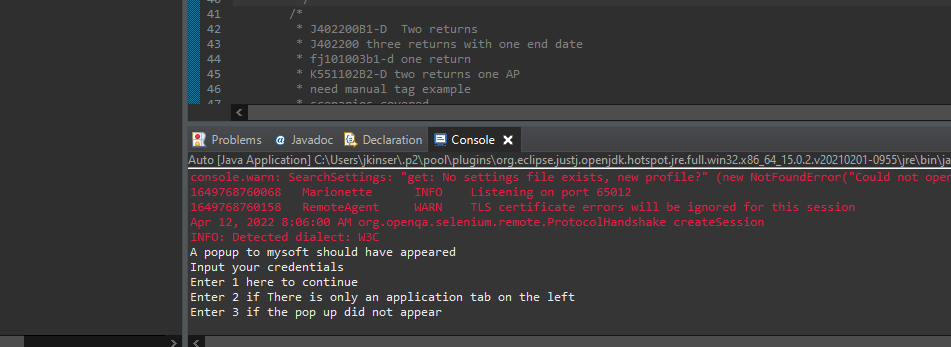 41 /*
42 * J402200B1-D  Two returns
43 * J402200 three returns with one end date
44 * fj101003b1-d one return
45 * K551102B2-D two returns one AP
46 * need manual tag example
47 * scenarios covered
Problems @ Javadoc Declaration Console
Auto [Java Application] C:\Users\jkinser\.p2\pool\plugins\org.eclipse.justj.openjdk.hotspot.jre.full.win32.x86_64_15.0.2.v20210201-0955\jre\bin\ja
console.warn: SearchSettings: "get: No settings file exists, new profile?" (new NotFoundError("Could not oper
1649768760068 Marionette INFO Listening on port 65012
1649768760158 RemoteAgent WARN TLS certificate errors will be ignored for this session
Apr 12, 2022 8:06:00 AM org.openqa.selenium.remote.ProtocolHandshake createSession
INFO: Detected dialect: W3C
A popup to mysoft should have appeared
Input your credentials
Enter 1 here to continue
Enter 2 if There is only an application tab on the left
Enter 3 if the pop up did not appear